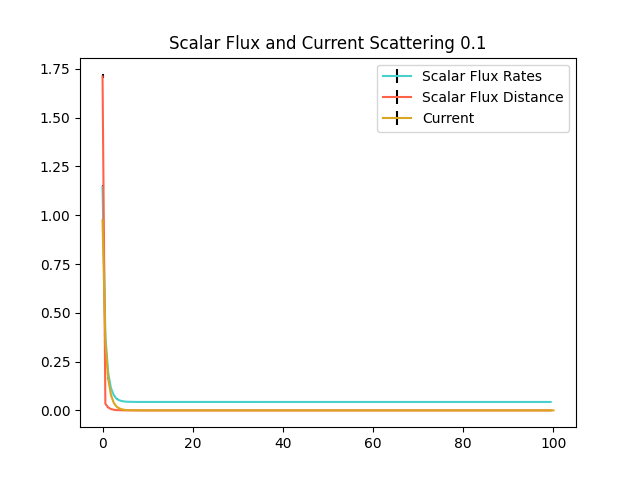 Scalar Flux and Current Scattering 0.1
1.75
1.50
1.25
1.00
0.75
0.50
0.25
0.00
Scalar Flux Rates
Scalar Flux Distance
Current
0 20 40 60 80 100